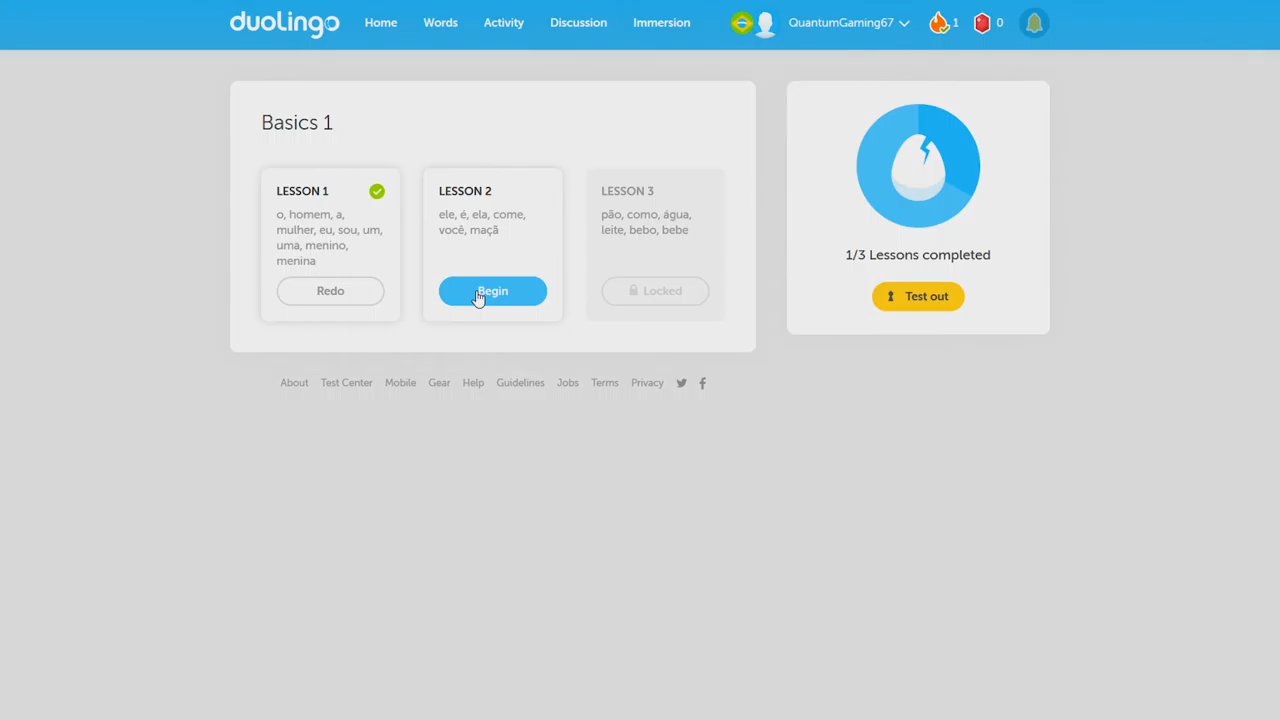 duolingo Home Words Activity Discussion Immersion QuantumGaming67 1 0
Basics 1
LESSON 1
o, homem, a,
mulher, eu, sou, um,
uma, menino,
menina
Redo
LESSON 2
ele, é, ela, come,
você, maçã
Begin
LESSON 3
pão, como, água,
leite, bebo, bebe
Locked
1/3 Lessons completed
Test out
About Test Center Mobile Gear Help Guidelines Jobs Terms Privacy